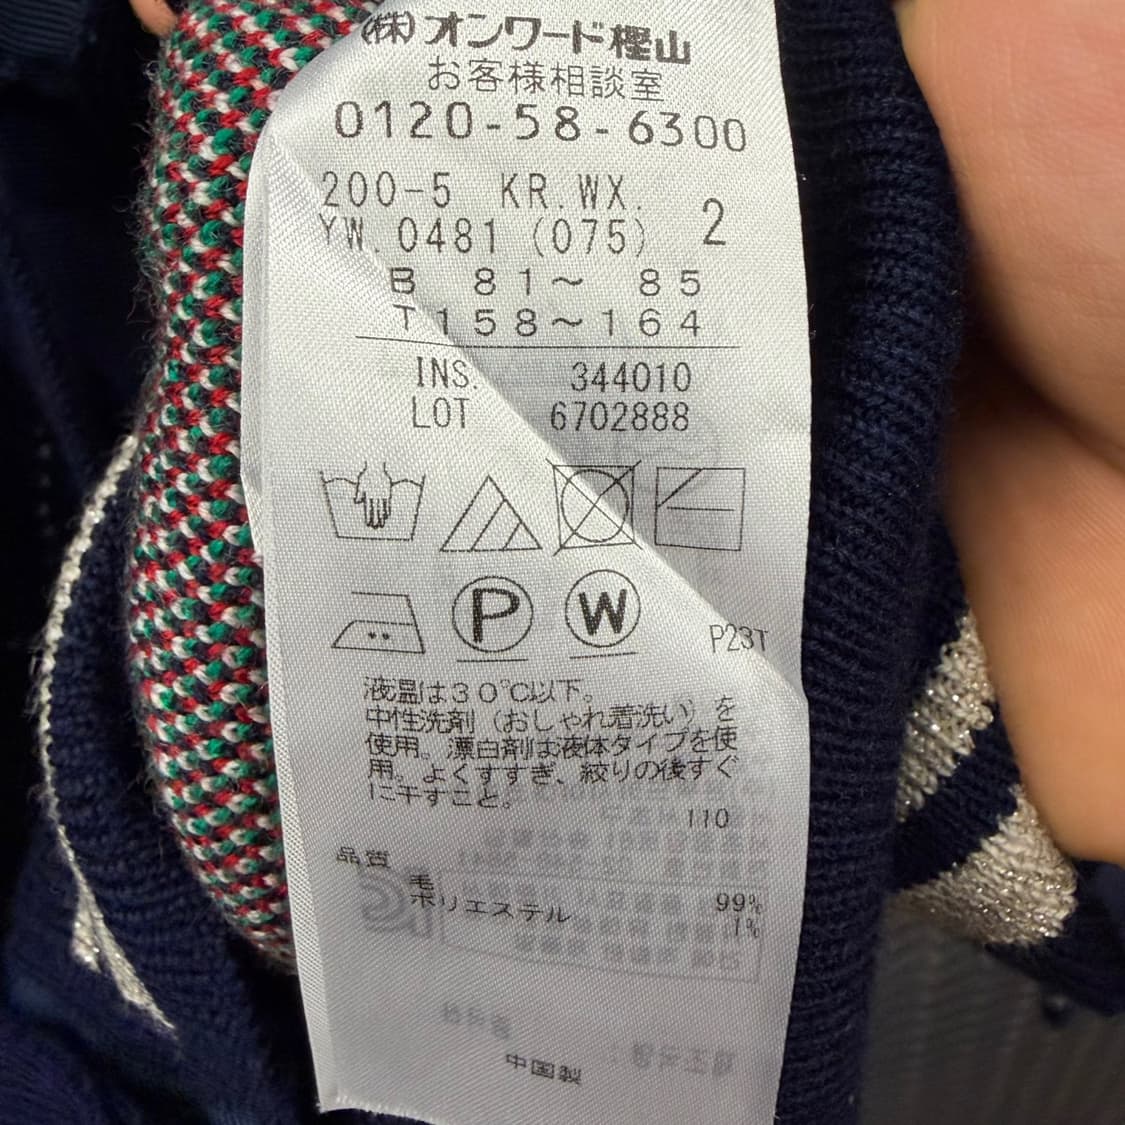 (株)オンワード樫山
お客様相談室
0120-58-6300
200-5 KR.WX.
YW.0481 (075) 2
B 81～ 85
T158～164
INS. 344010
LOT 6702888
P W
P23T
液温は30℃以下。
中性洗剤（おしゃれ着洗い）を
使用。漂白剤は液体タイプを使
用。よくすすぎ、絞りの後すぐ
に干すこと。
110
品質
毛 99%
ポリエステル 1%
中国製